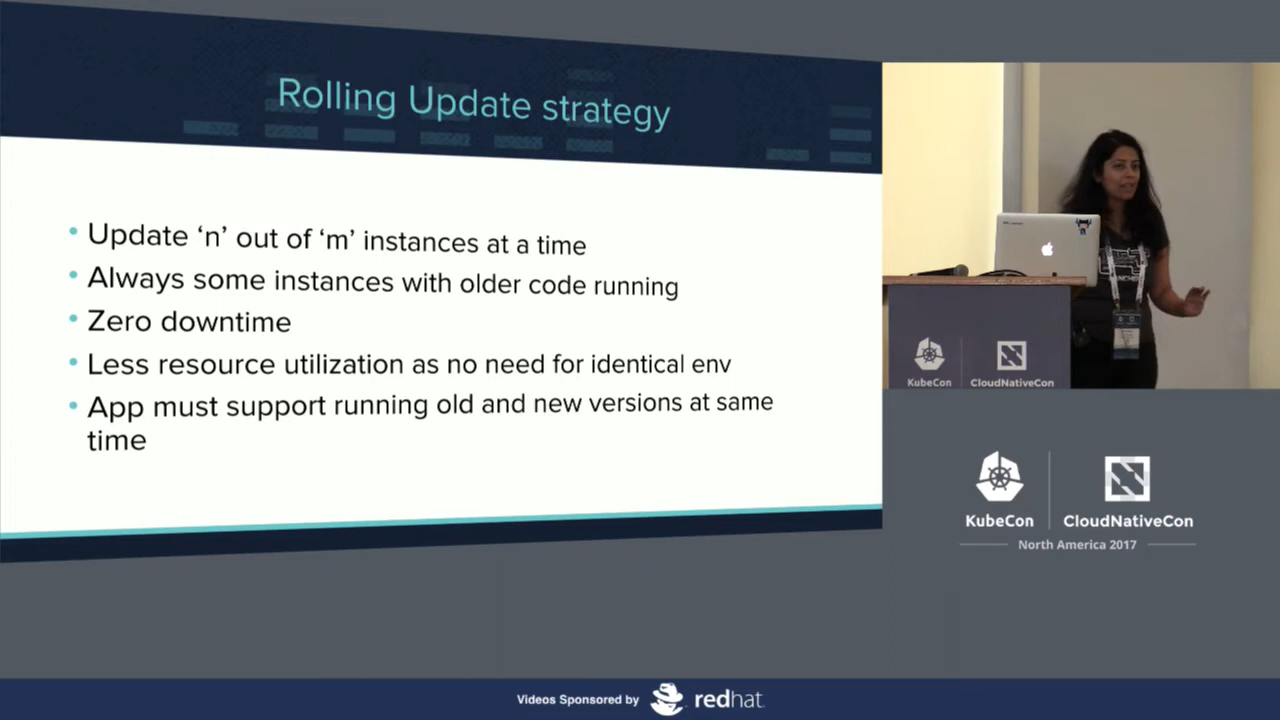 Rolling Update strategy
• Update ‘n’ out of ‘m’ instances at a time
• Always some instances with older code running
• Zero downtime
• Less resource utilization as no need for identical env
• App must support running old and new versions at same
time
KubeCon
CloudNativeCon
KubeCon
CloudNativeCon
North America 2017
Videos Sponsored by
redhat.